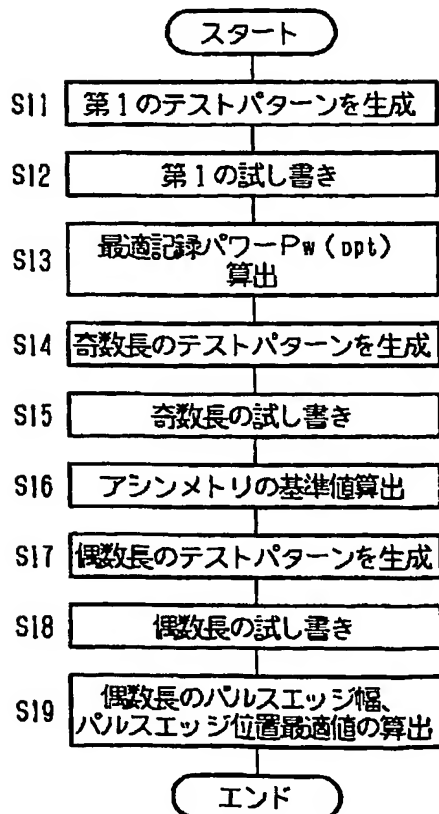 スタート
S11 第1のテストパターンを生成
S12 第1の試し書き
S13 最適記録パワーPw(opt)
算出
S14 奇数長のテストパターンを生成
S15 奇数長の試し書き
S16 アシンメトリの基準値算出
S17 偶数長のテストパターンを生成
S18 偶数長の試し書き
S19 偶数長のパルスエッジ幅、
パルスエッジ位置最適値の算出
エンド